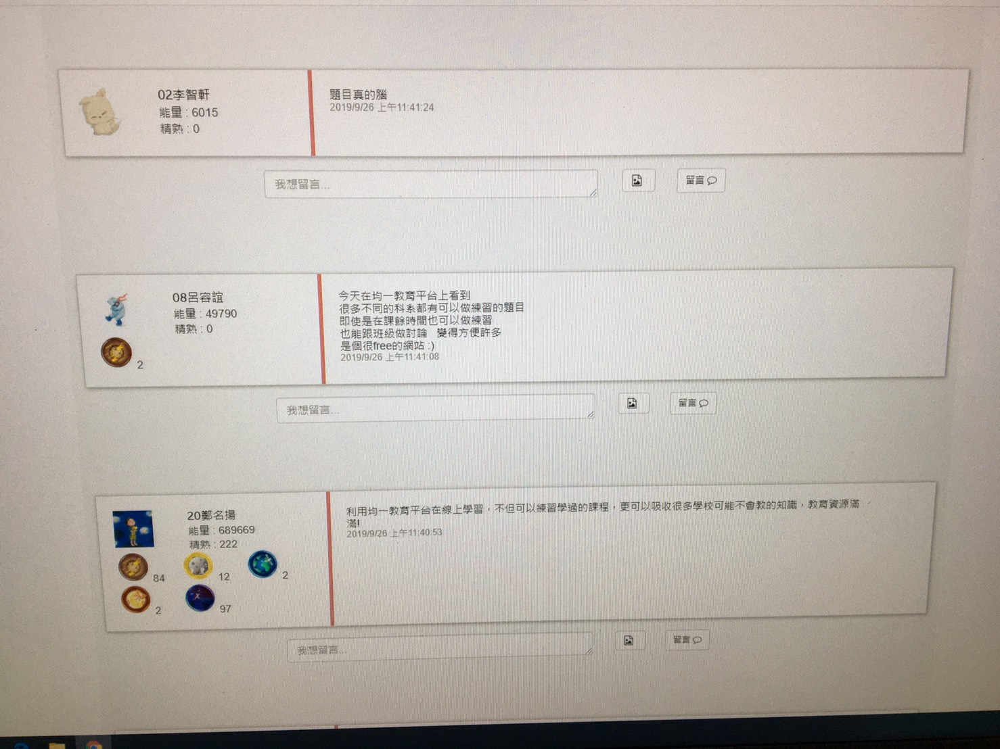 02李智軒
能量 : 6015
精熟 : 0
題目真的腦
2019/9/26 上午11:41:24
我想留言...
留言
08呂容誼
能量 : 49790
精熟 : 0
2
今天在均一教育平台上看到
很多不同的科系都有可以做練習的題目
即使是在課餘時間也可以做練習
也能跟班級做討論 變得方便許多
是個很free的網站 :)
2019/9/26 上午11:41:08
我想留言...
留言
20鄭名揚
能量 : 689669
精熟 : 222
84
12
2
2
97
利用均一教育平台在線上學習，不但可以練習學過的課程，更可以吸收很多學校可能不會教的知識，教育資源滿
滿!
2019/9/26 上午11:40:53
我想留言...
留言